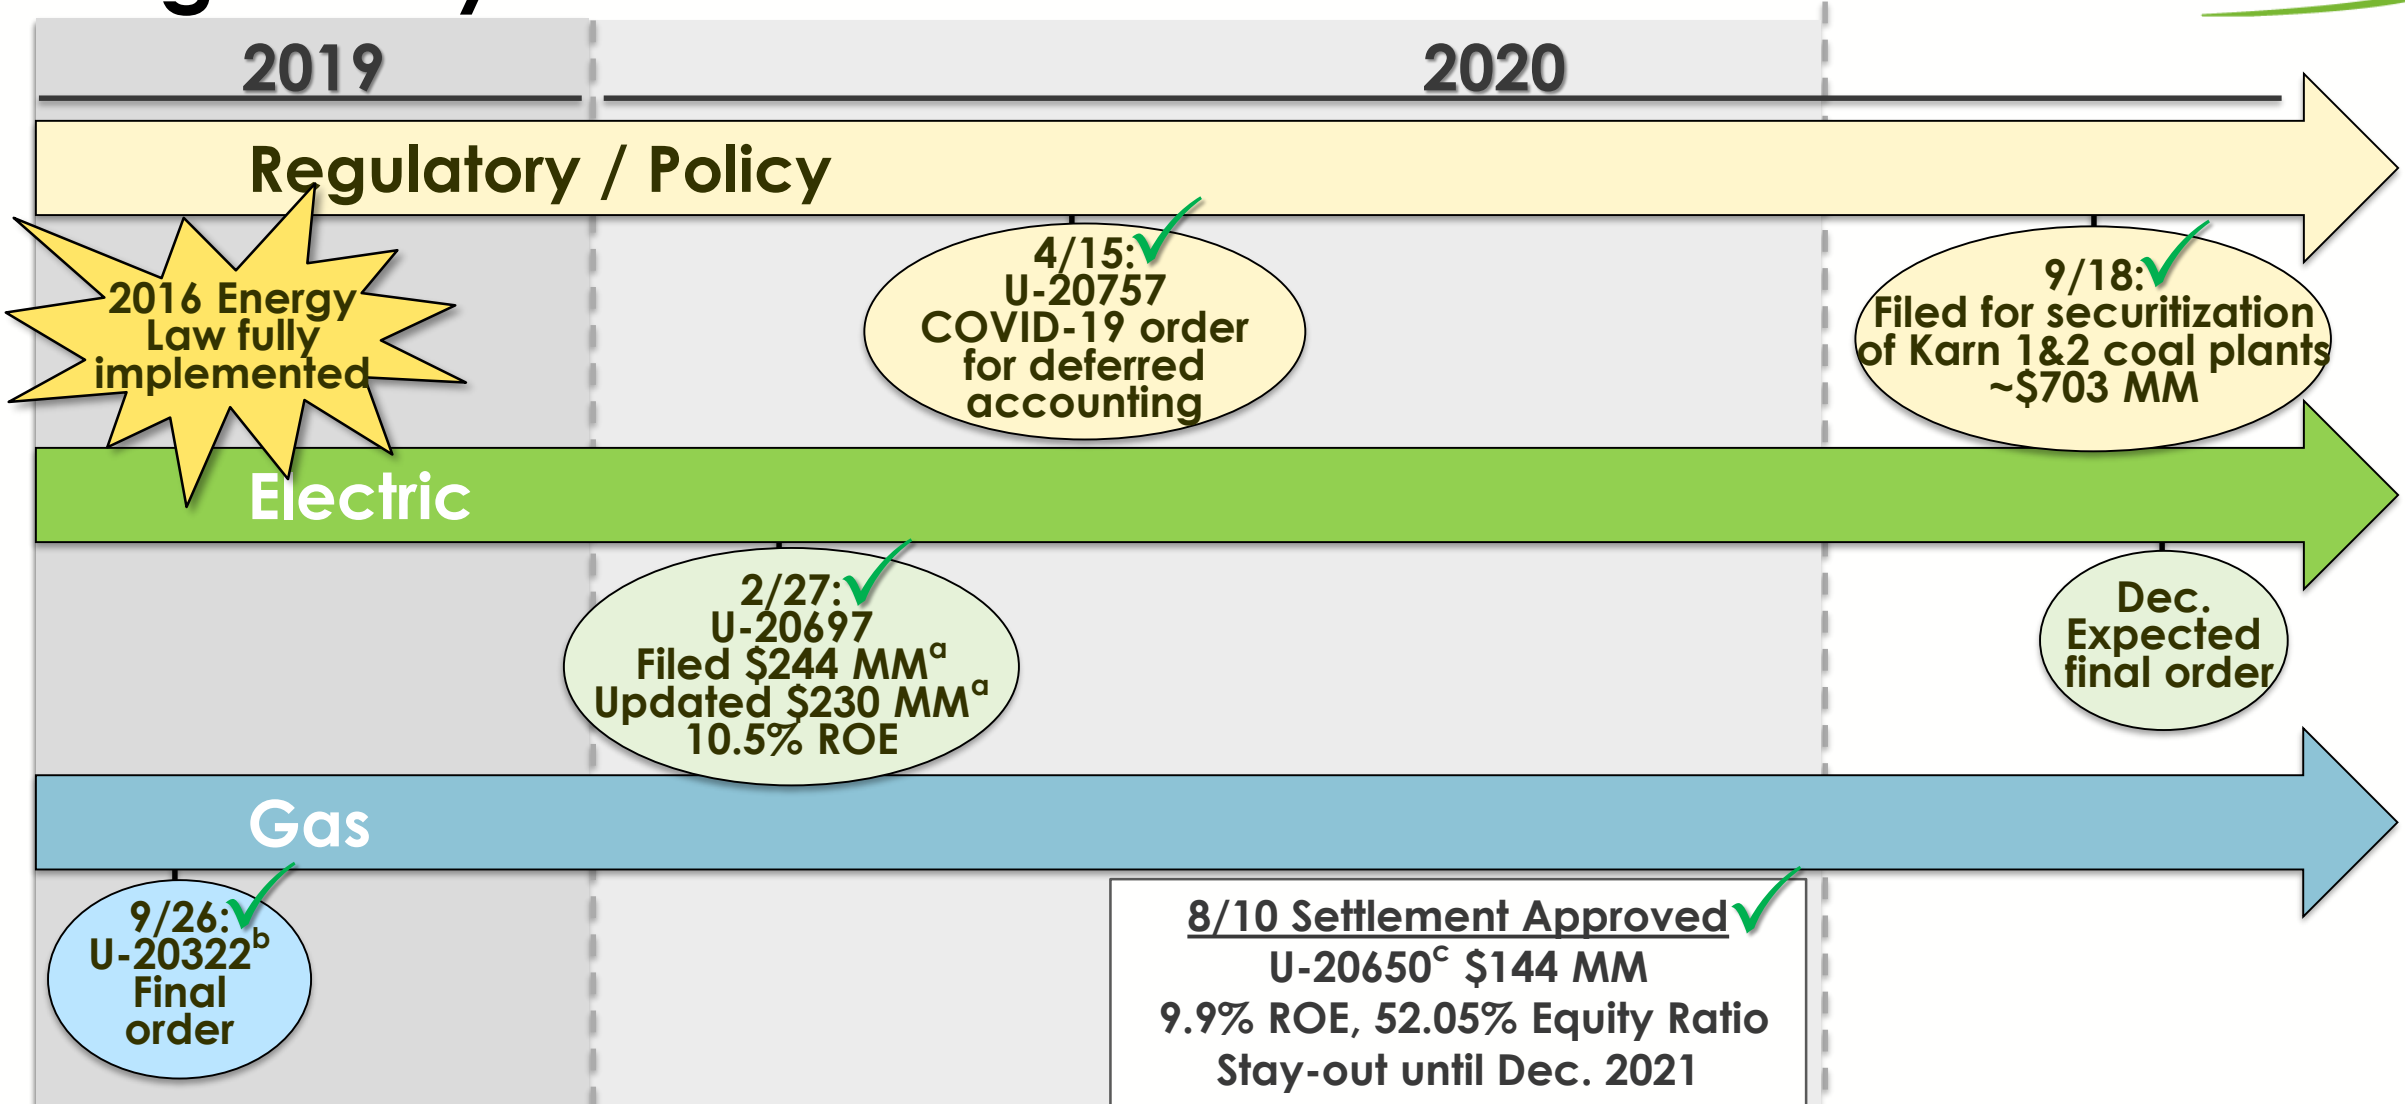 2019
2020
Regulatory / Policy
2016 Energy
Law fully
implemented
4/15:
U-20757
COVID-19 order
for deferred
accounting
9/18:
Filed for securitization
of Karn 1&2 coal plants
~$703 MM
Electric
2/27:
U-20697
Filed $244 MMᵃ
Updated $230 MMᵃ
10.5% ROE
Dec.
Expected
final order
Gas
9/26:
U-20322ᵇ
Final
order
8/10 Settlement Approved
U-20650ᶜ $144 MM
9.9% ROE, 52.05% Equity Ratio
Stay-out until Dec. 2021